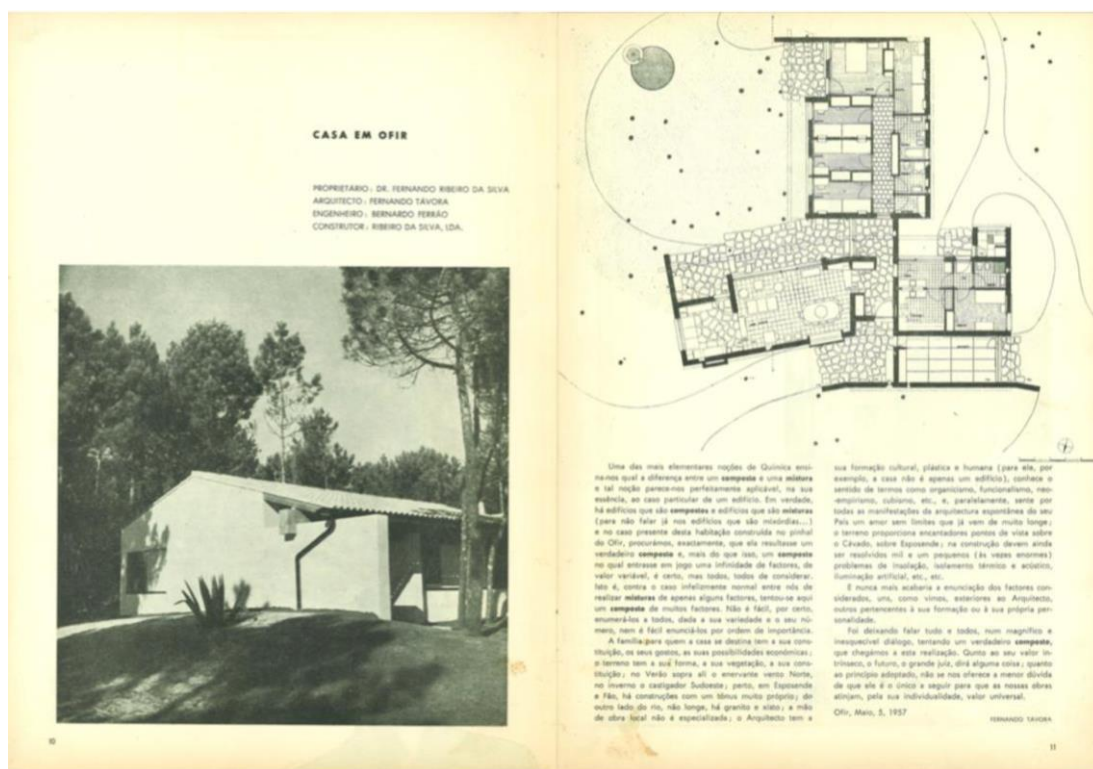 CASA EM OFIR
PROPRIETARIO: DR. FERNANDO RIBEIRO DA SILVA
ARQUITECTO: FERNANDO TÁVORA
ENGENHEIRO: BERNARDO FERRÃO
CONSTRUTOR: RIBEIRO DA SILVA, LDA.
10
Uma das mais elementares noções de Química ensi-
na-nos qual a diferença entre um composto e uma mistura
e tal noção parece-nos perfeitamente aplicável, na sua
essência, ao caso particular de um edifício. Em verdade,
há edifícios que são compostos e edifícios que são misturas
(para não falar já nos edifícios que são mixórdias...)
e no caso presente desta habitação construída no pinhal
de Ofir, procurámos, exactamente, que ela resultasse um
verdadeiro composto e, mais do que isso, um composto
no qual entrasse em jogo uma infinidade de factores, de
valor variável, é certo, mas todos, todos de considerar.
Isto é, contra o caso infelizmente normal entre nós de
realizar misturas de apenas alguns factores, tentou-se aqui
um composto de muitos factores. Não é fácil, por certo,
enumerá-los a todos, dada a sua variedade e o seu nú-
mero, nem é fácil enunciá-los por ordem de importância.
A família para quem a casa se destina tem a sua cons-
tituição, os seus gostos, as suas possibilidades económicas;
o terreno tem a sua forma, a sua vegetação, a sua cons-
tituição; no Verão sopra ali o enervante vento Norte,
no inverno o castigador Sudoeste; perto, em Esposende
e Fão, há construções com um tónus muito próprio; do
outro lado do rio, não longe, há granito e xisto; a mão
de obra local não é especializada; o Arquitecto tem a
sua formação cultural, plástica e humana (para ele, por
exemplo, a casa não é apenas um edifício), conhece o
sentido de termos como organismo, funcionalismo, neo-
-empirismo, cubismo, etc., e, paralelamente, sente por
todas as manifestações da arquitectura espontânea do seu
País um amor sem limites que já vem de muito longe;
o terreno proporciona encantadores pontos de vista sobre
o Cávado, sobre Esposende; na construção devem ainda
ser resolvidos mil e um pequenos (às vezes enormes)
problemas de insolação, isolamento térmico e acústico,
iluminação artificial, etc., etc.
E nunca mais acabaria a enunciação dos factores con-
siderados, uns, como vimos, exteriores ao Arquitecto,
outros pertencentes à sua formação ou à sua própria per-
sonalidade.
Foi deixando falar tudo e todos, num magnífico e
inesquecível diálogo, tentando um verdadeiro composto,
que chegámos a esta realização. Qunto ao seu valor in-
trínseco, o futuro, o grande juiz, dirá alguma coisa; quanto
ao princípio adoptado, não se nos oferece a menor dúvida
de que ele é o único a seguir para que as nossas obras
atinjam, pela sua individualidade, valor universal.
Ofir, Maio, 5, 1957
FERNANDO TÁVORA
11